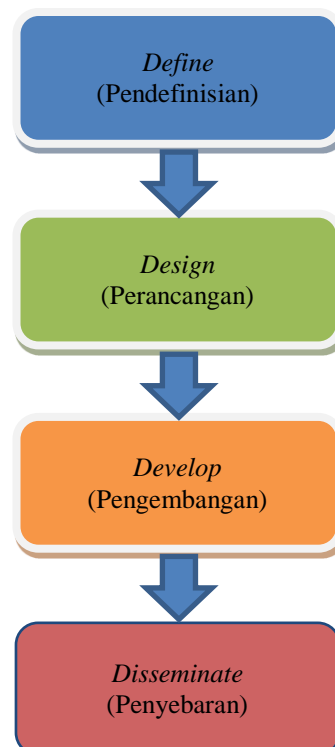 Define
(Pendefinisian)
Design
(Perancangan)
Develop
(Pengembangan)
Disseminate
(Penyebaran)